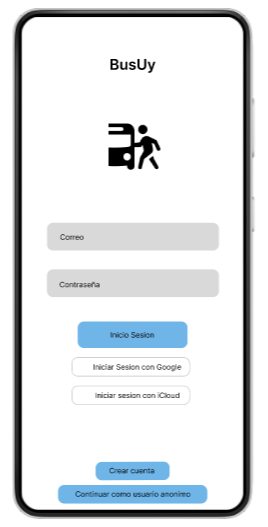 BusUy
Correo
Contraseña
Inicio Sesion
Iniciar Sesion con Google
Iniciar sesion con iCloud
Crear cuenta
Continuar como usuario anonimo